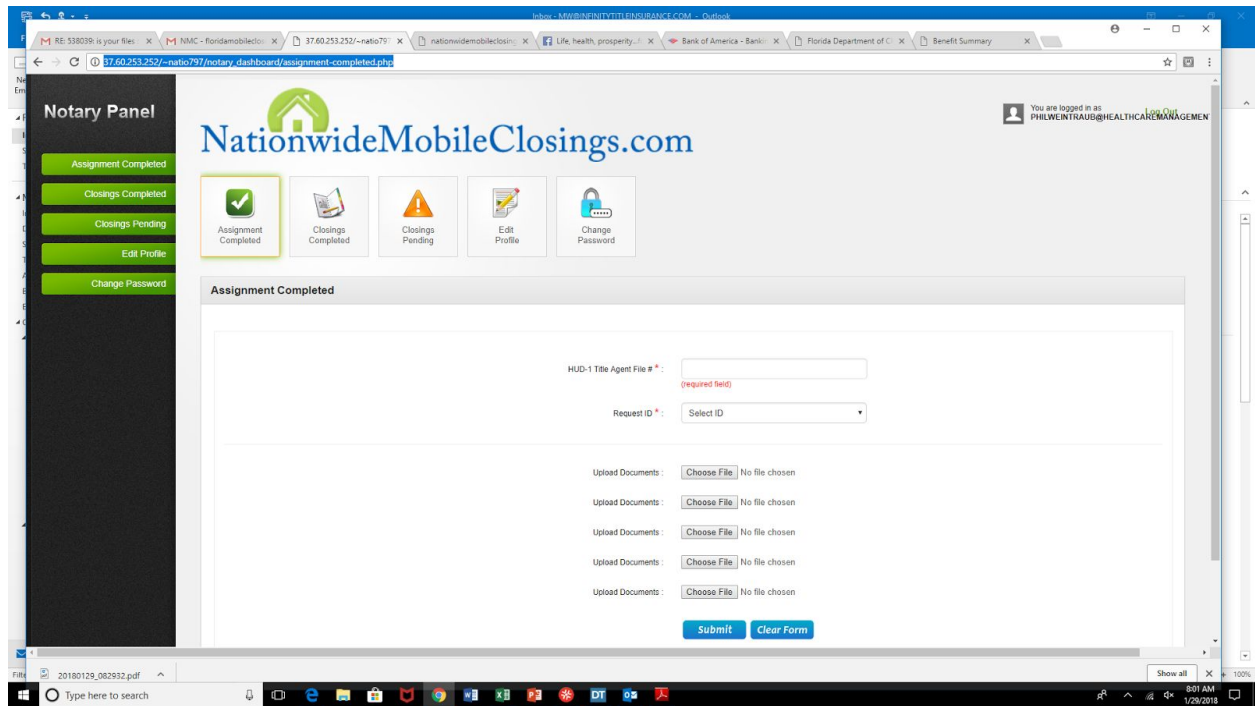 Inbox - MW@INFINITYTITLEINSURANCE.COM - Outlook
RE: 538039: is your files
NMC - floridamobileclos
37.60.253.252/~natio797
nationwidemobileclosing
Life, health, prosperity
Bank of America - Bankin
Florida Department of C
Benefit Summary
37.60.253.252/~natio797/notary_dashboard/assignment-completed.php
Notary Panel
Assignment Completed
Closings Completed
Closings Pending
Edit Profile
Change Password
NationwideMobileClosings.com
You are logged in as
PHILWEINTRAUB@HEALTHCAREMANAGEMEN
Log Out
Assignment
Completed
Closings
Completed
Closings
Pending
Edit
Profile
Change
Password
Assignment Completed
HUD-1 Title Agent File # * :
(required field)
Request ID * : Select ID
Upload Documents : Choose File No file chosen
Upload Documents : Choose File No file chosen
Upload Documents : Choose File No file chosen
Upload Documents : Choose File No file chosen
Upload Documents : Choose File No file chosen
Submit Clear Form
20180129_082932.pdf
Show all
100%
Type here to search
DT
8:01 AM
1/29/2018